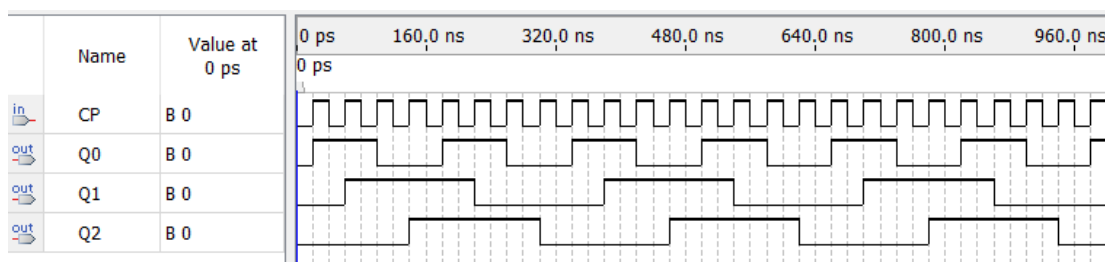 Name
Value at
0 ps
0 ps
160.0 ns
320.0 ns
480.0 ns
640.0 ns
800.0 ns
960.0 ns
0 ps
in
CP
B 0
out
Q0
B 0
out
Q1
B 0
out
Q2
B 0